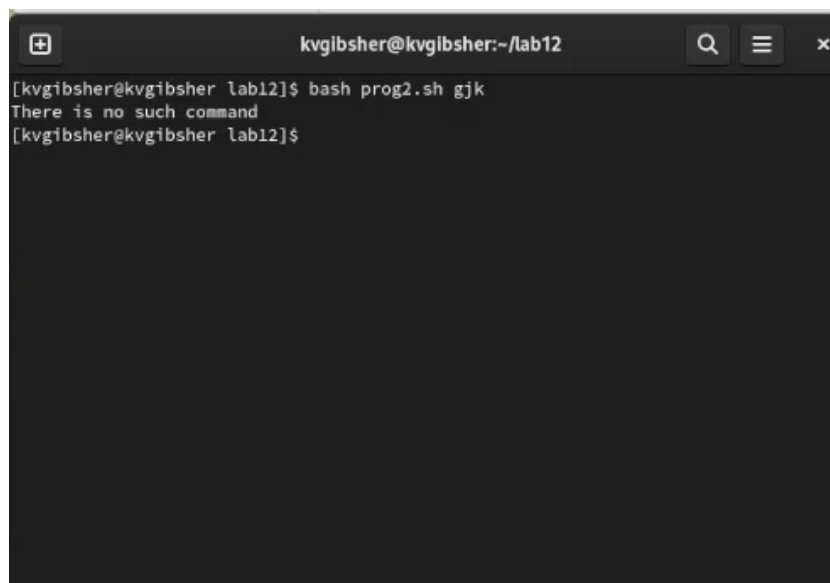 kvgibsher@kvgibsher:~/lab12
[kvgibsher@kvgibsher lab12]$ bash prog2.sh gjk
There is no such command
[kvgibsher@kvgibsher lab12]$